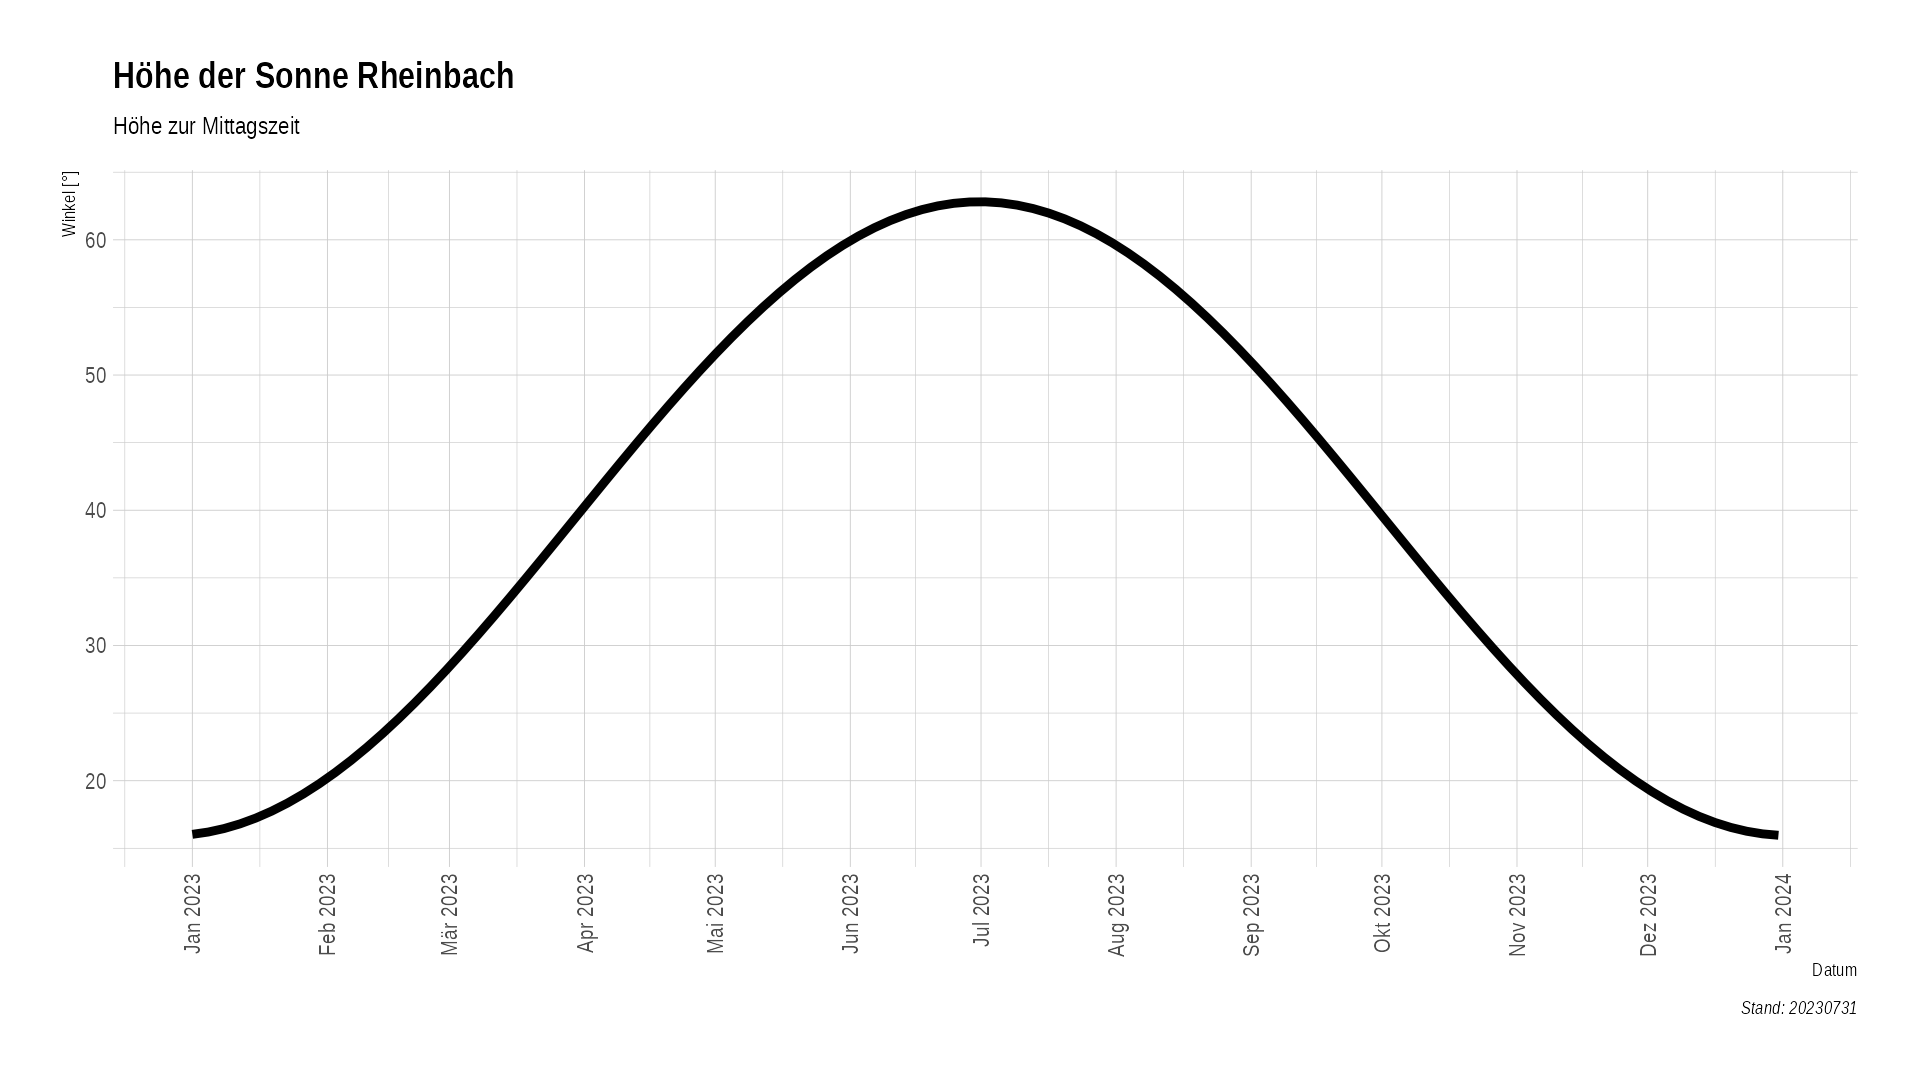 Höhe der Sonne Rheinbach
Höhe zur Mittagszeit
Winkel [°]
60
50
40
30
20
Jan 2023
Feb 2023
Mär 2023
Apr 2023
Mai 2023
Jun 2023
Jul 2023
Aug 2023
Sep 2023
Okt 2023
Nov 2023
Dez 2023
Jan 2024
Datum
Stand: 20230731